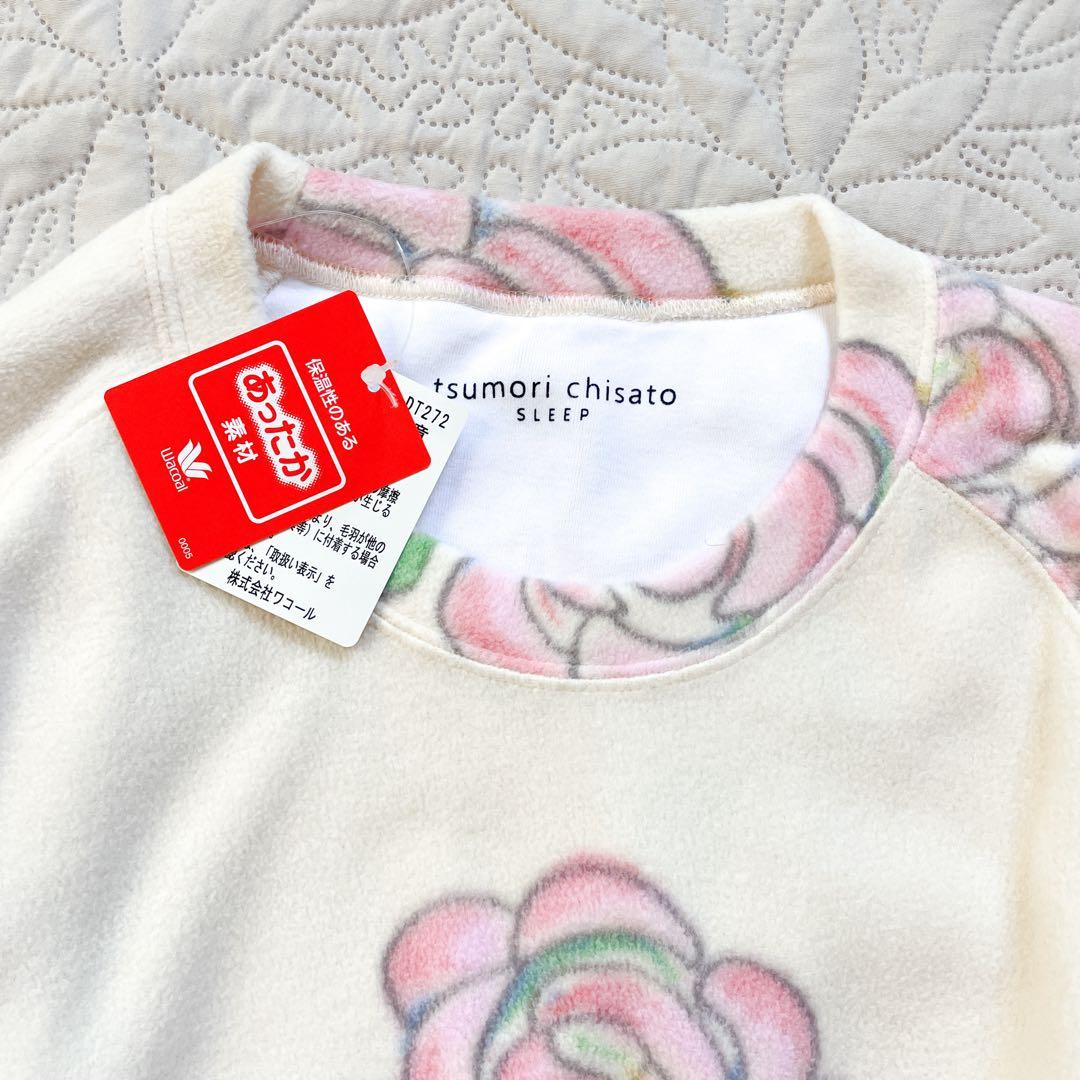 tsumori chisato
SLEEP
保温性のある
あったか
素材
Wacoal
0005
DT272
摩擦
生じる
より、毛羽が他の
等）に付着する場合
、「取扱い表示」を
ください。
株式会社ワコール